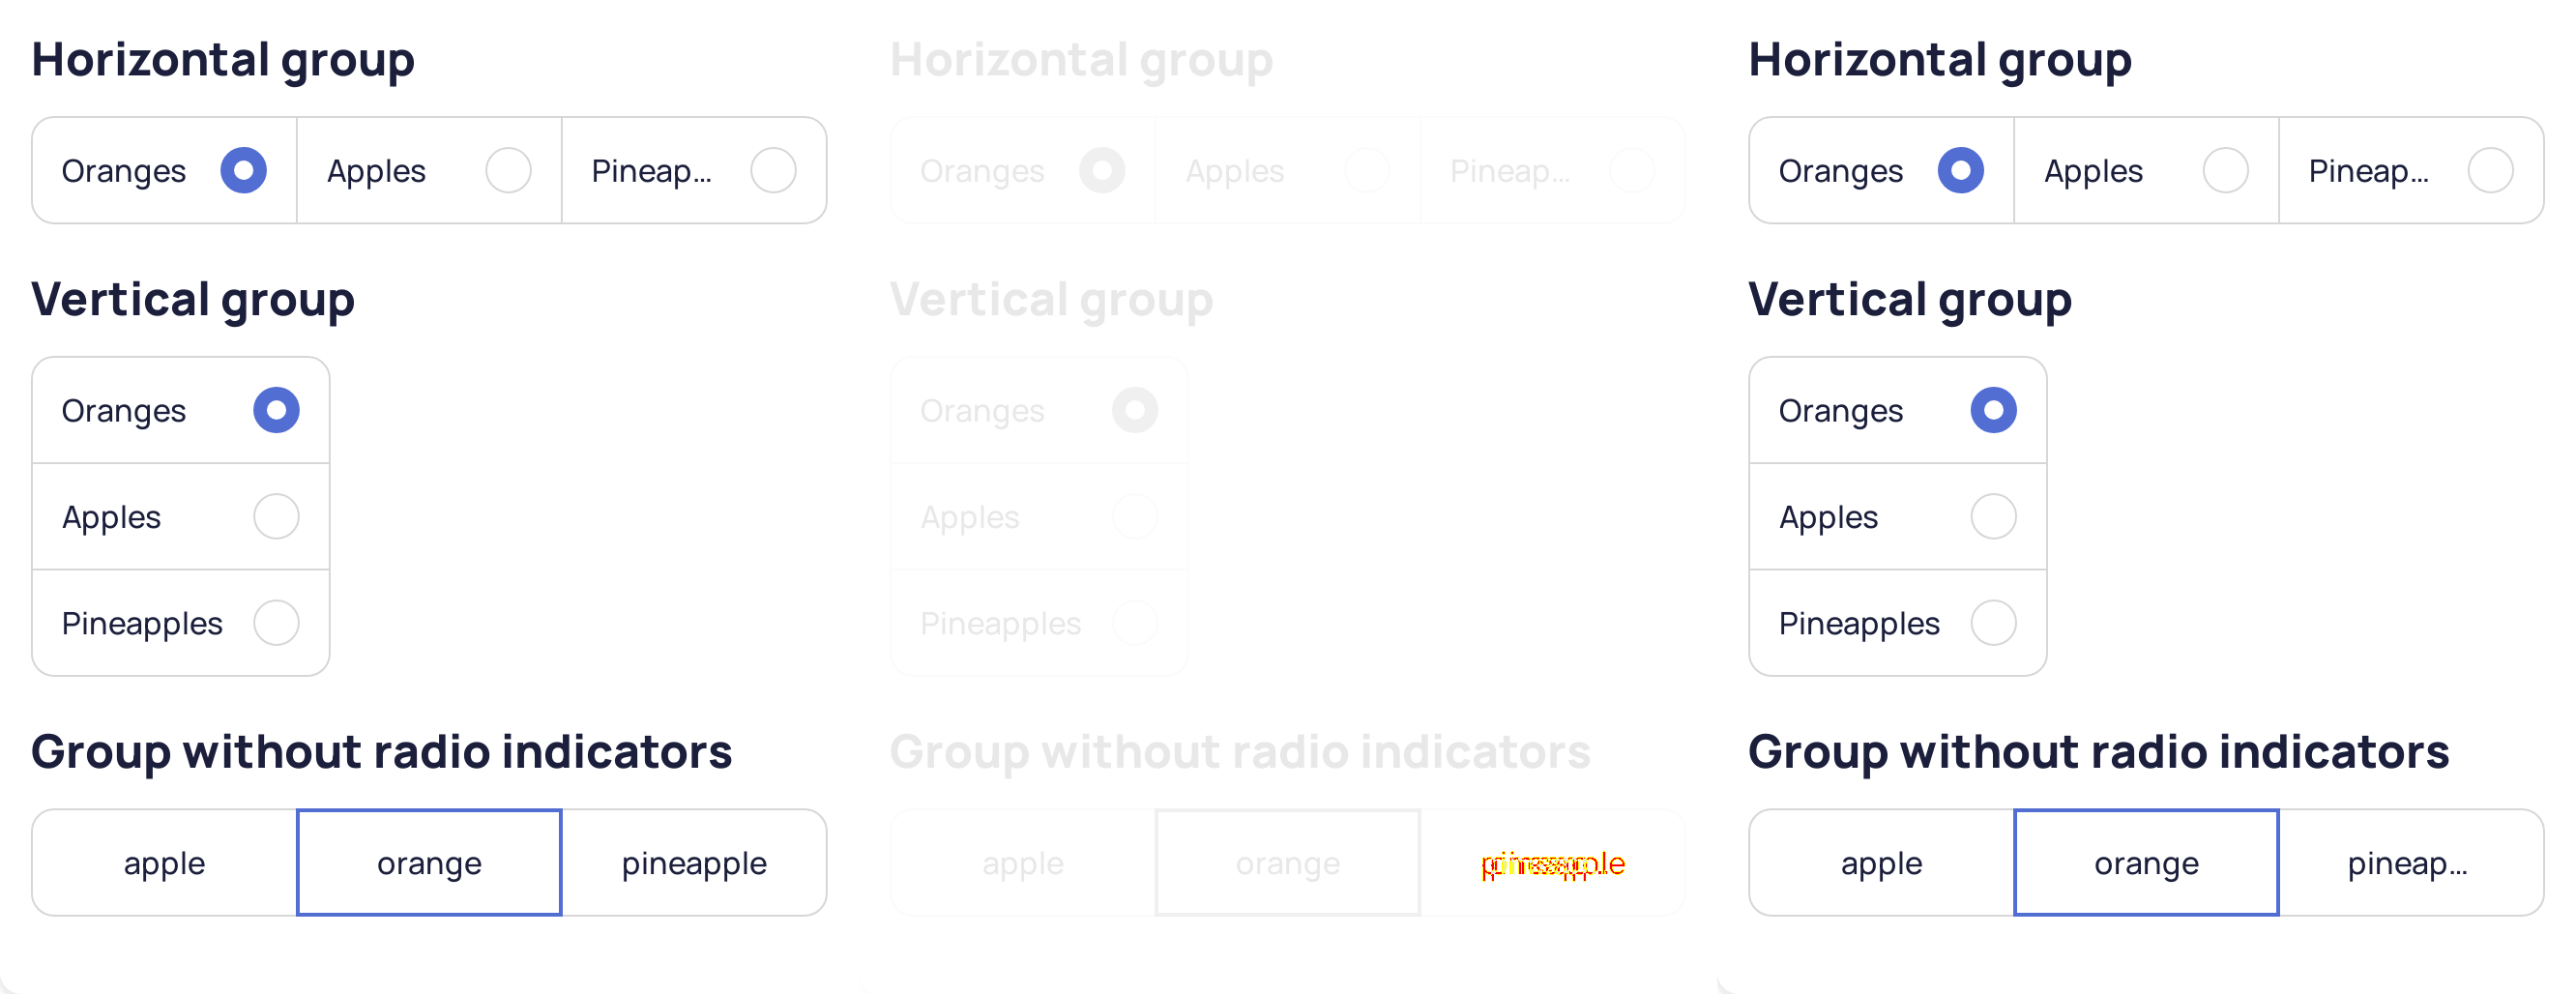 Horizontal group
Oranges Apples Pineap...
Vertical group
Oranges
Apples
Pineapples
Group without radio indicators
apple orange pineapple
Horizontal group
Oranges Apples Pineap...
Vertical group
Oranges
Apples
Pineapples
Group without radio indicators
apple orange
Horizontal group
Oranges Apples Pineap...
Vertical group
Oranges
Apples
Pineapples
Group without radio indicators
apple orange pineap...